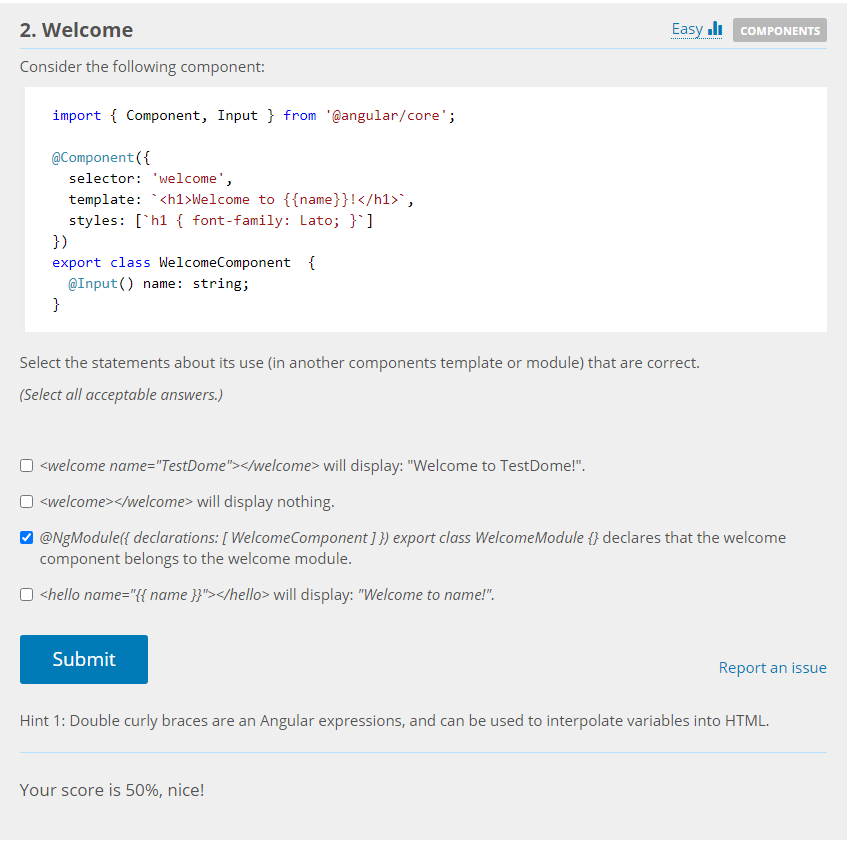 2. Welcome
Easy COMPONENTS
Consider the following component:
import { Component, Input } from '@angular/core';
@Component({
selector: 'welcome',
template: `<h1>Welcome to {{name}}!</h1>`,
styles: [`h1 { font-family: Lato; }`]
})
export class WelcomeComponent  {
@Input() name: string;
}
Select the statements about its use (in another components template or module) that are correct.
(Select all acceptable answers.)
<welcome name="TestDome"></welcome> will display: "Welcome to TestDome!".
<welcome></welcome> will display nothing.
@NgModule({ declarations: [ WelcomeComponent ] }) export class WelcomeModule {} declares that the welcome
component belongs to the welcome module.
<hello name="{{ name }}"></hello> will display: "Welcome to name!".
Submit
Report an issue
Hint 1: Double curly braces are an Angular expressions, and can be used to interpolate variables into HTML.
Your score is 50%, nice!